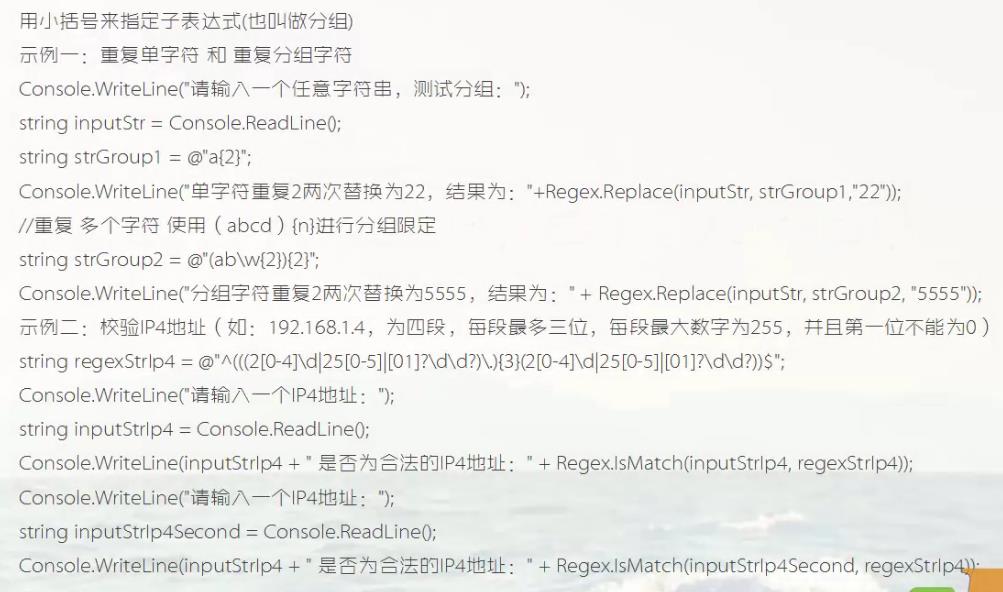 用小括号来指定子表达式(也叫做分组)
示例一：重复单字符 和 重复分组字符
Console.WriteLine("请输入一个任意字符串，测试分组：");
string inputStr = Console.ReadLine();
string strGroup1 = @"a{2}";
Console.WriteLine("单字符重复2两次替换为22，结果为："+Regex.Replace(inputStr, strGroup1,"22"));
//重复 多个字符 使用（abcd）{n}进行分组限定
string strGroup2 = @"(ab\w{2}){2}";
Console.WriteLine("分组字符重复2两次替换为5555，结果为：" + Regex.Replace(inputStr, strGroup2, "5555"));
示例二：校验IP4地址（如：192.168.1.4，为四段，每段最多三位，每段最大数字为255，并且第一位不能为0）
string regexStrIp4 = @"^(((2[0-4]\d|25[0-5]|[01]?\d\d?)\.){3}(2[0-4]\d|25[0-5]|[01]?\d\d?))$";
Console.WriteLine("请输入一个IP4地址：");
string inputStrIp4 = Console.ReadLine();
Console.WriteLine(inputStrIp4 + " 是否为合法的IP4地址：" + Regex.IsMatch(inputStrIp4, regexStrIp4));
Console.WriteLine("请输入一个IP4地址：");
string inputStrIp4Second = Console.ReadLine();
Console.WriteLine(inputStrIp4 + " 是否为合法的IP4地址：" + Regex.IsMatch(inputStrIp4Second, regexStrIp4));